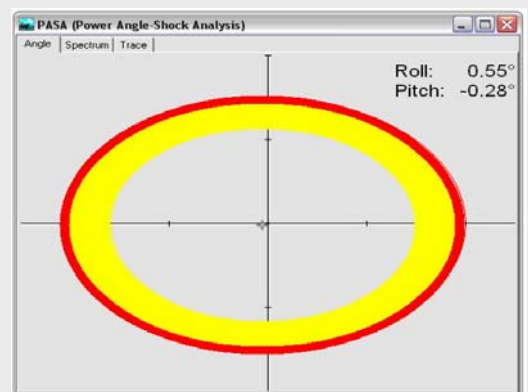 PASA (Power Angle-Shock Analysis)
Angle Spectrum Trace
Roll: 0.55°
Pitch: -0.28°